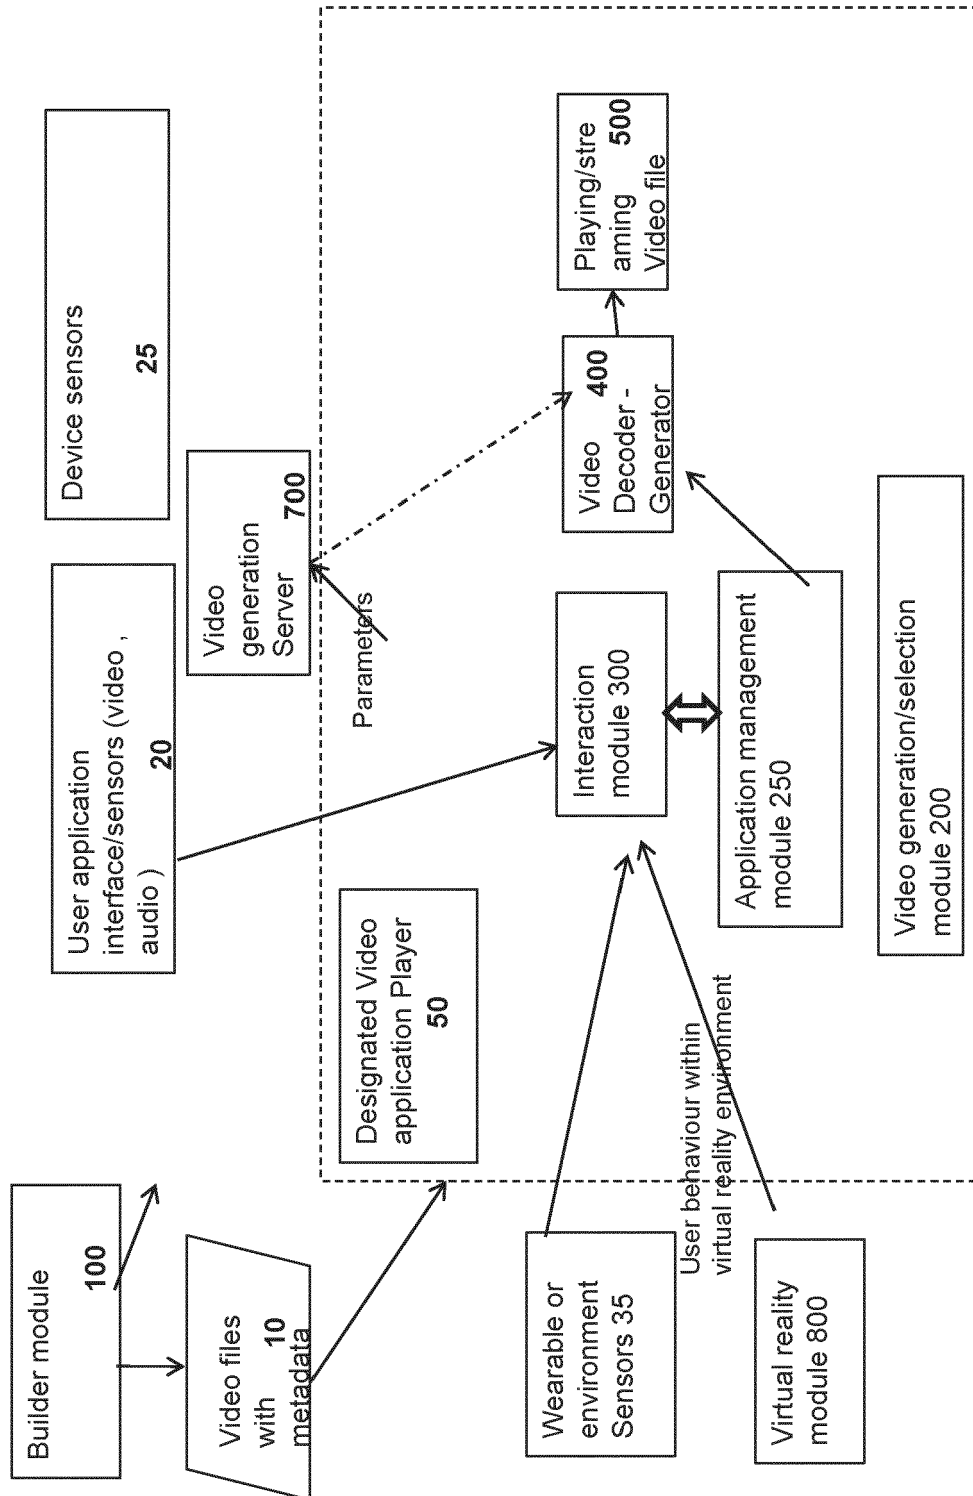 Builder module
100
Video files
with
10
metadata
User application
interface/sensors (video ,
20
audio )
Device sensors
25
Video
generation
Server
700
Parameters
Designated Video
application Player
50
Wearable or
environment
Sensors 35
User behaviour within
virtual reality environment
Virtual reality
module 800
Interaction
module 300
Application management
module 250
Video generation/selection
module 200
Video
400
Decoder -
Generator
Playing/stre
aming
500
Video file